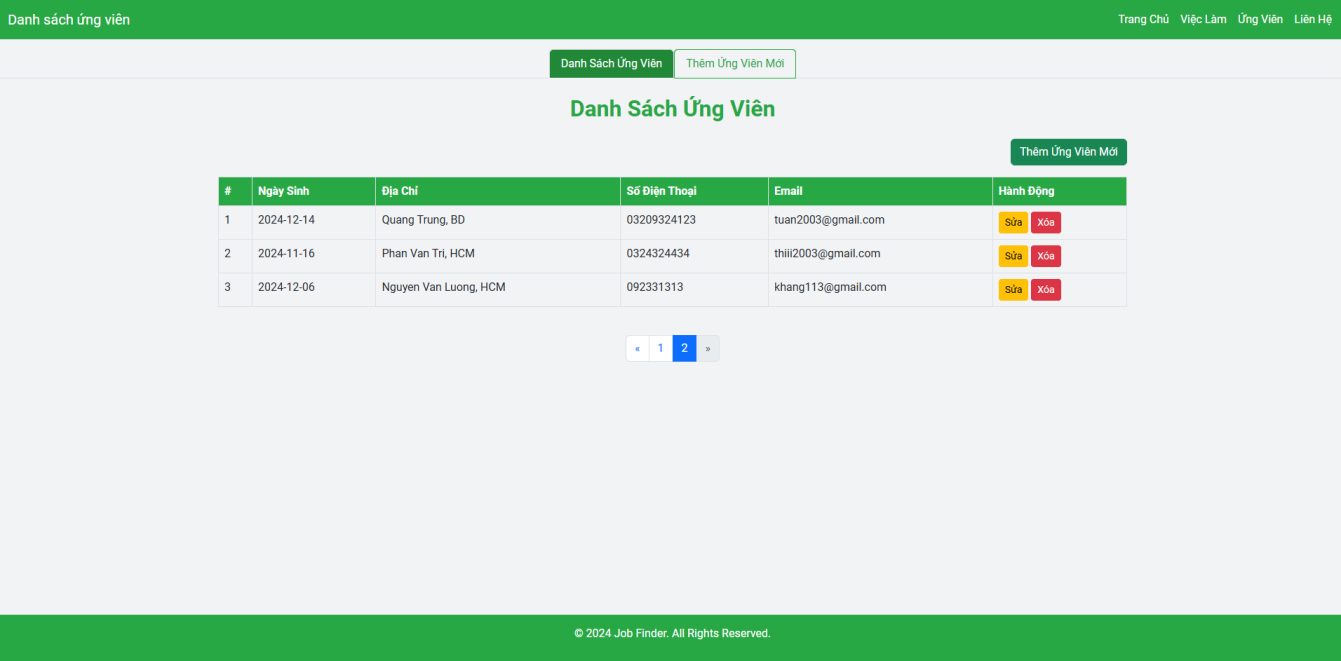 Danh sách ứng viên Trang Chủ Việc Làm Ứng Viên Liên Hệ
Danh Sách Ứng Viên Thêm Ứng Viên Mới
Danh Sách Ứng Viên
Thêm Ứng Viên Mới
# Ngày Sinh Địa Chỉ Số Điện Thoại Email Hành Động
1 2024-12-14 Quang Trung, BD 03209324123 tuan2003@gmail.com Sửa Xóa
2 2024-11-16 Phan Van Tri, HCM 0324324434 thiii2003@gmail.com Sửa Xóa
3 2024-12-06 Nguyen Van Luong, HCM 092331313 khang113@gmail.com Sửa Xóa
« 1 2 »
© 2024 Job Finder. All Rights Reserved.